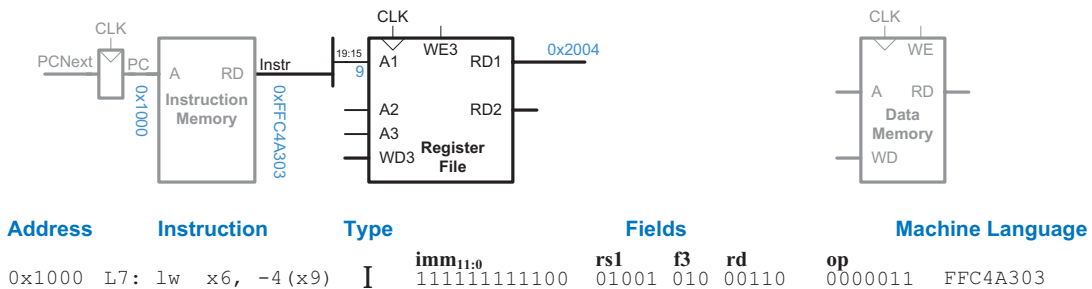 CLK
CLK
CLK
PCNext
PC
A
RD
Instruction
Memory
0x1000
Instr
0xFFC4A303
19:15
9
A1
WE3
RD1
0x2004
A2
RD2
A3
WD3
Register
File
WE
A
RD
Data
Memory
WD
Address Instruction Type Fields Machine Language
imm11:0 rs1 f3 rd op
0x1000 L7: lw x6, -4(x9) I 111111111100 01001 010 00110 0000011 FFC4A303